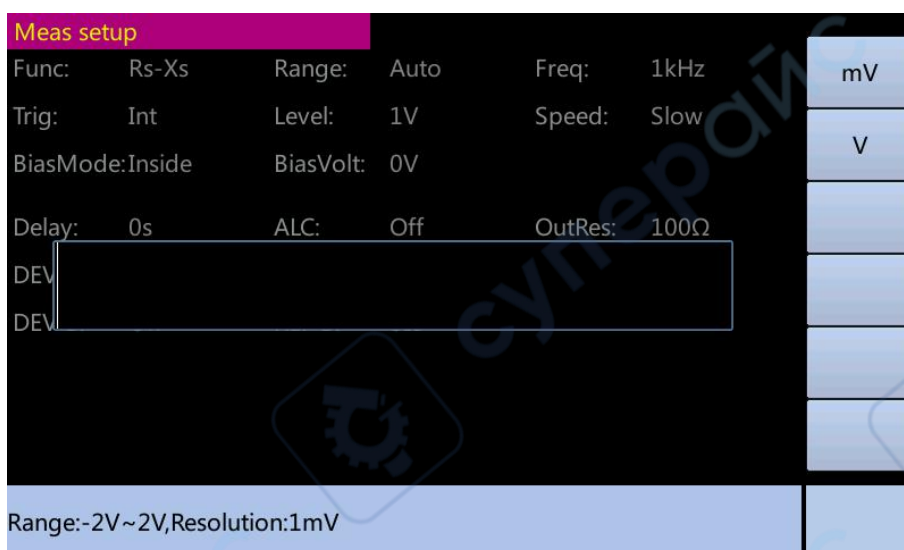 Meas setup
Func: Rs-Xs Range: Auto Freq: 1kHz
mV
Trig: Int Level: 1V Speed: Slow
V
BiasMode: Inside BiasVolt: 0V
Delay: 0s ALC: Off OutRes: 100Ω
DEV
DEV
Range:-2V~2V,Resolution:1mV
суперайс